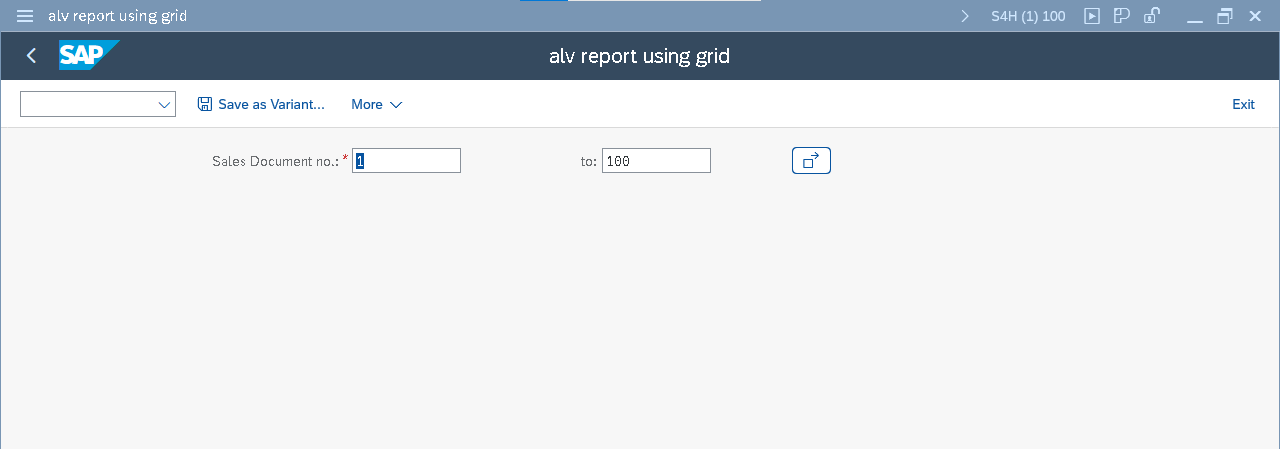 alv report using grid
S4H (1) 100
SAP
alv report using grid
Save as Variant...
More
Exit
Sales Document no.: * 1
to: 100